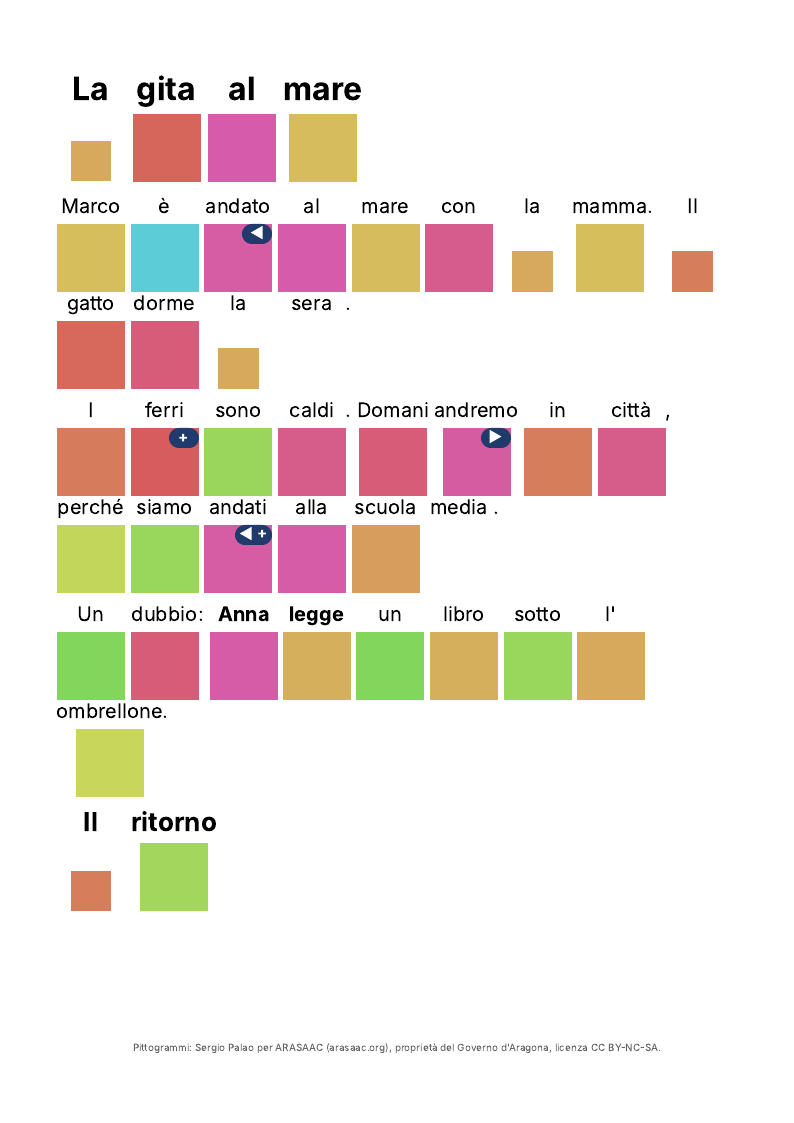 La gita al mare
Marco è andato al mare con la mamma. Il
gatto dorme la sera .
I ferri sono caldi . Domani andremo in città ,
perché siamo andati alla scuola media .
Un dubbio: Anna legge un libro sotto l'
ombrellone.
Il ritorno
Pittogrammi: Sergio Palao per ARASAAC (arasaac.org), proprietà del Governo d'Aragona, licenza CC BY-NC-SA.